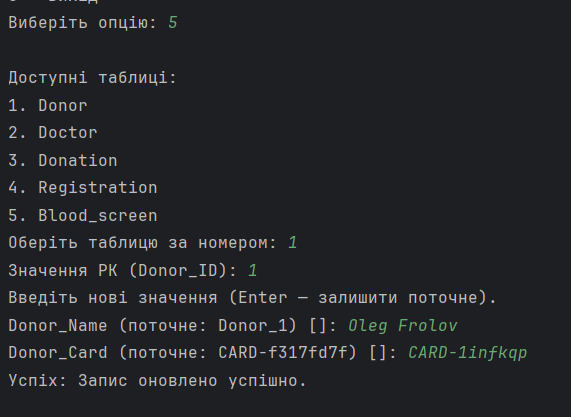 Виберіть опцію: 5
Доступні таблиці:
1. Donor
2. Doctor
3. Donation
4. Registration
5. Blood_screen
Оберіть таблицю за номером: 1
Значення PK (Donor_ID): 1
Введіть нові значення (Enter — залишити поточне).
Donor_Name (поточне: Donor_1) []: Oleg Frolov
Donor_Card (поточне: CARD-f317fd7f) []: CARD-1infkqp
Успіх: Запис оновлено успішно.